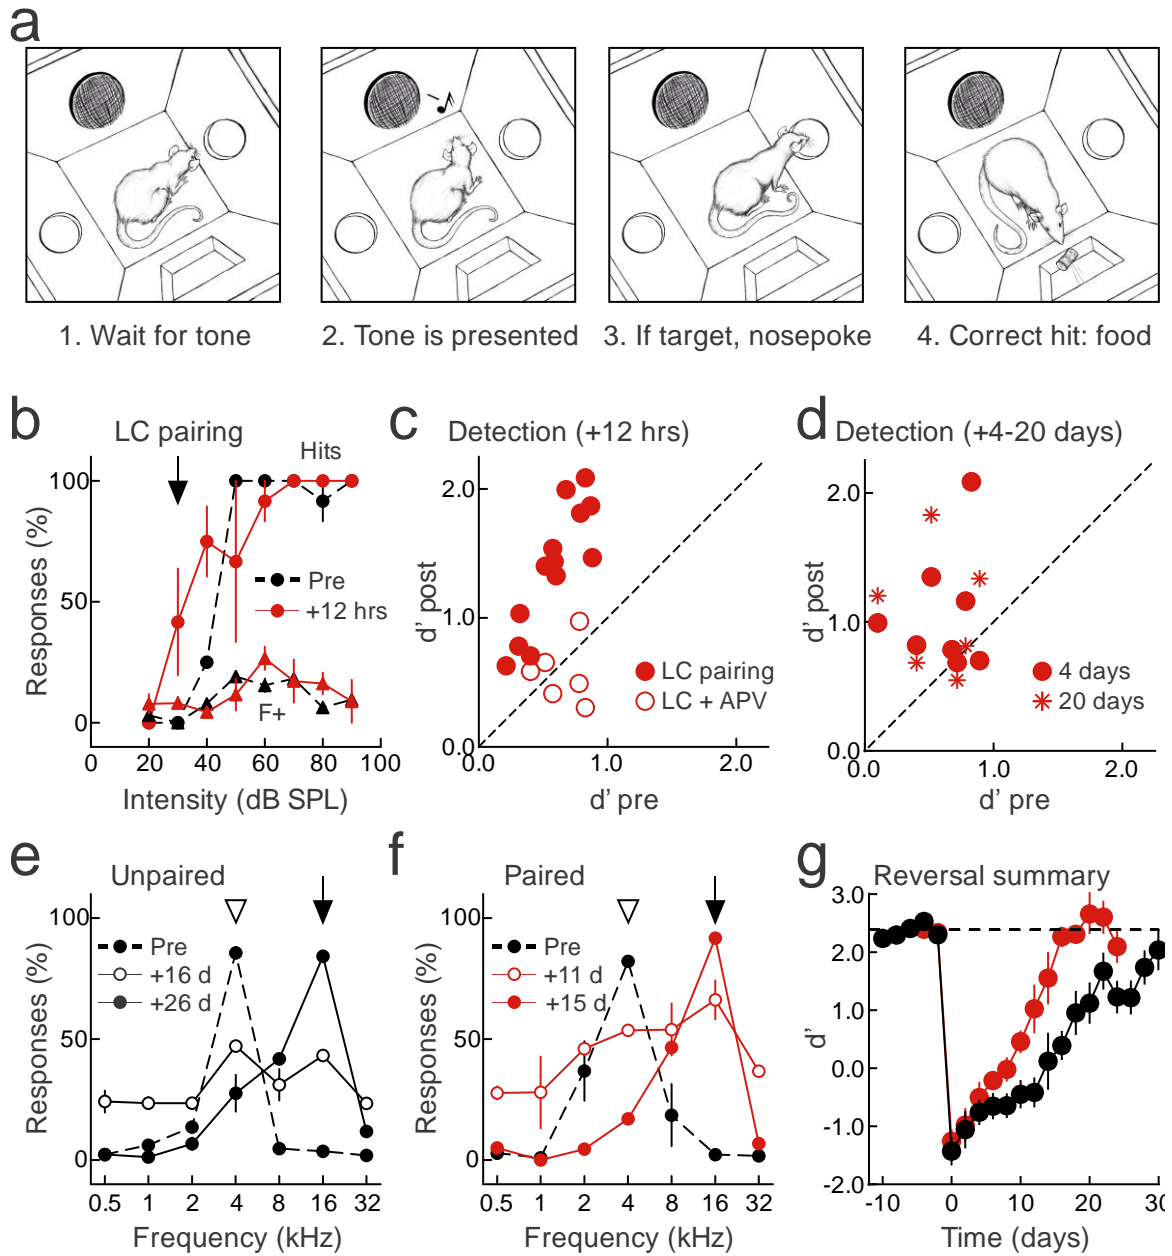 a
1. Wait for tone
2. Tone is presented
3. If target, nosepoke
4. Correct hit: food
b
LC pairing
Hits
100
50
0
Responses (%)
Pre
+12 hrs
F+
0 20 40 60 80 100
Intensity (dB SPL)
c
Detection (+12 hrs)
2.0
1.0
0.0
d' post
LC pairing
LC + APV
0.0 1.0 2.0
d' pre
d
Detection (+4-20 days)
2.0
1.0
0.0
d' post
4 days
20 days
0.0 1.0 2.0
d' pre
e
Unpaired
100
50
0
Responses (%)
Pre
+16 d
+26 d
0.5 1 2 4 8 16 32
Frequency (kHz)
f
Paired
100
50
0
Responses (%)
Pre
+11 d
+15 d
0.5 1 2 4 8 16 32
Frequency (kHz)
g
Reversal summary
3.0
2.0
1.0
0.0
-1.0
-2.0
d'
-10 0 10 20 30
Time (days)